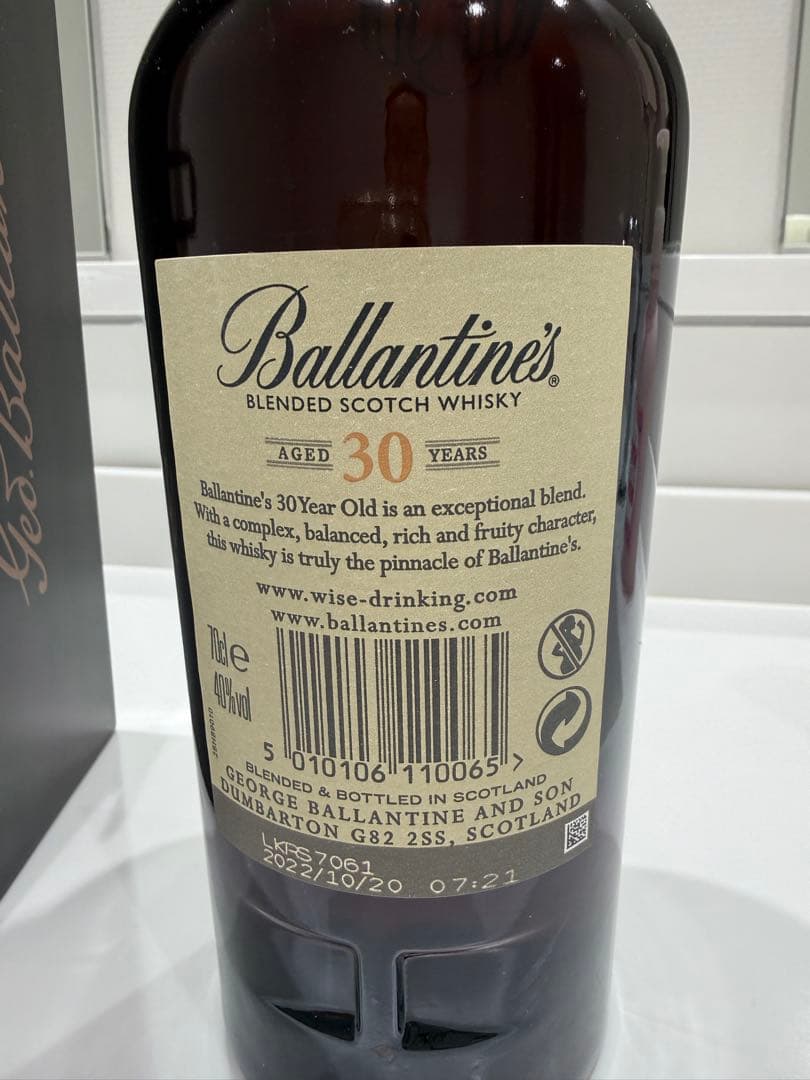 Geo. Ballan
Ballantine's®
BLENDED SCOTCH WHISKY
AGED 30 YEARS
Ballantine's 30 Year Old is an exceptional blend.
With a complex, balanced, rich and fruity character,
this whisky is truly the pinnacle of Ballantine's.
www.wise-drinking.com
www.ballantines.com
70cl e
40%vol
5 010106 110065 >
BLENDED & BOTTLED IN SCOTLAND
GEORGE BALLANTINE AND SON
DUMBARTON G82 2SS, SCOTLAND
LKRS7061
2022/10/20 07:21